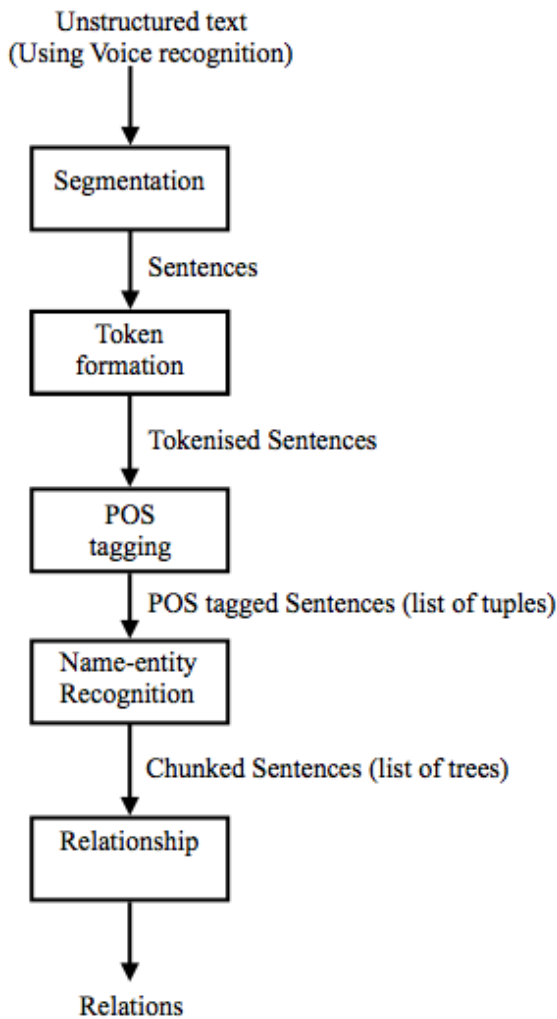 Unstructured text
(Using Voice recognition)
Segmentation
Sentences
Token
formation
Tokenised Sentences
POS
tagging
POS tagged Sentences (list of tuples)
Name-entity
Recognition
Chunked Sentences (list of trees)
Relationship
Relations